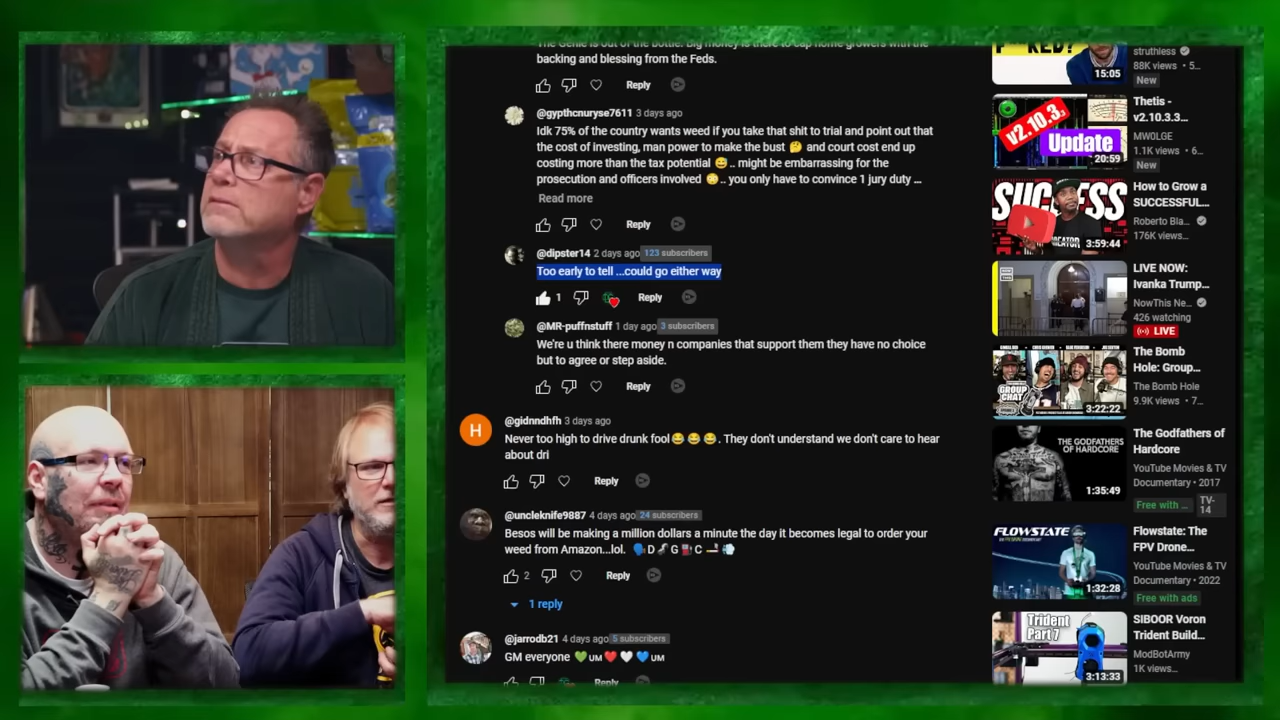 The Genie is out of the bottle. Big money is there to cap home growers with the
backing and blessing from the Feds.
Reply
@gypthcnuryse7611 3 days ago
Idk 75% of the country wants weed if you take that shit to trial and point out that
the cost of investing, man power to make the bust 🤔 and court cost end up
costing more than the tax potential 😅.. might be embarrassing for the
prosecution and officers involved 😳.. you only have to convince 1 jury duty ...
Read more
Reply
@dipster14 2 days ago 123 subscribers
Too early to tell ...could go either way
1 Reply
@MR-puffnstuff 1 day ago 3 subscribers
We're u think there money n companies that support them they have no choice
but to agree or step aside.
Reply
H
@gidnndhfh 3 days ago
Never too high to drive drunk fool😂😂😂. They don't understand we don't care to hear
about dri
Reply
@uncleknife9887 4 days ago 24 subscribers
Besos will be making a million dollars a minute the day it becomes legal to order your
weed from Amazon...lol. 🗣D🔬G⛽C🚬💨
2 Reply
1 reply
@jarrodb21 4 days ago 5 subscribers
GM everyone 💚UM❤️🤍💙UM
Reply
struthless
88K views • 5...
New
15:05
Thetis -
v2.10.3.3...
MW0LGE
1.1K views • 6...
New
v2.10.3.3
Update
20:59
How to Grow a
SUCCESSFUL...
Roberto Bla...
176K views...
SUCCESS
3:59:44
LIVE NOW:
Ivanka Trump...
NowThis Ne...
426 watching
LIVE
The Bomb
Hole: Group...
The Bomb Hole
9.9K views • 7...
GROUP
CHAT
3:22:22
The Godfathers of
Hardcore
YouTube Movies & TV
Documentary • 2017
Free with ... TV-
14
THE GODFATHERS
OF HARDCORE
1:35:49
Flowstate: The
FPV Drone...
YouTube Movies & TV
Documentary • 2022
Free with ads
FLOWSTATE
1:32:28
SIBOOR Voron
Trident Build...
ModBotArmy
1K views...
Trident
Part 7
3:13:33